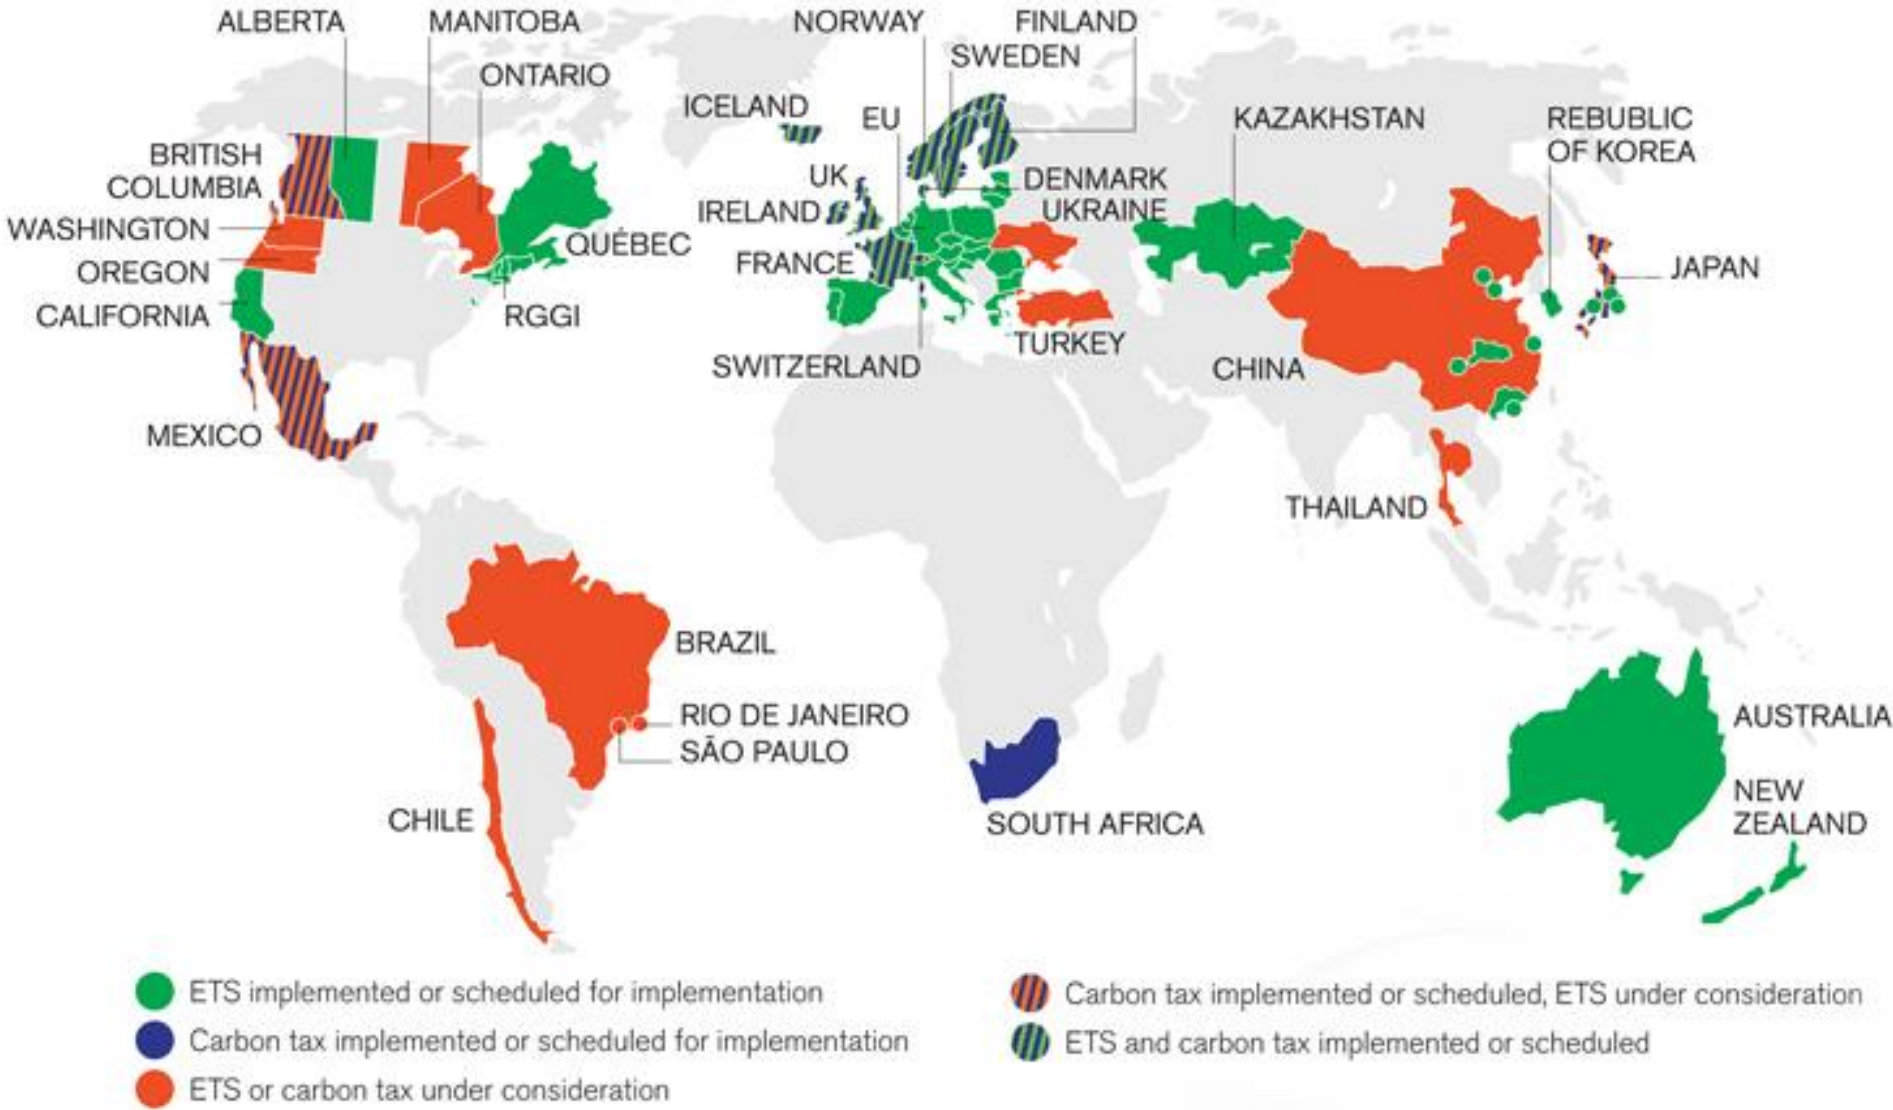 ALBERTA
MANITOBA
NORWAY
FINLAND
SWEDEN
ONTARIO
ICELAND
EU
KAZAKHSTAN
REBUBLIC
OF KOREA
BRITISH
COLUMBIA
UK
DENMARK
UKRAINE
IRELAND
WASHINGTON
QUÉBEC
FRANCE
OREGON
JAPAN
CALIFORNIA
RGGI
TURKEY
SWITZERLAND
CHINA
MEXICO
THAILAND
BRAZIL
RIO DE JANEIRO
SÃO PAULO
AUSTRALIA
CHILE
SOUTH AFRICA
NEW
ZEALAND
ETS implemented or scheduled for implementation
Carbon tax implemented or scheduled for implementation
ETS or carbon tax under consideration
Carbon tax implemented or scheduled, ETS under consideration
ETS and carbon tax implemented or scheduled